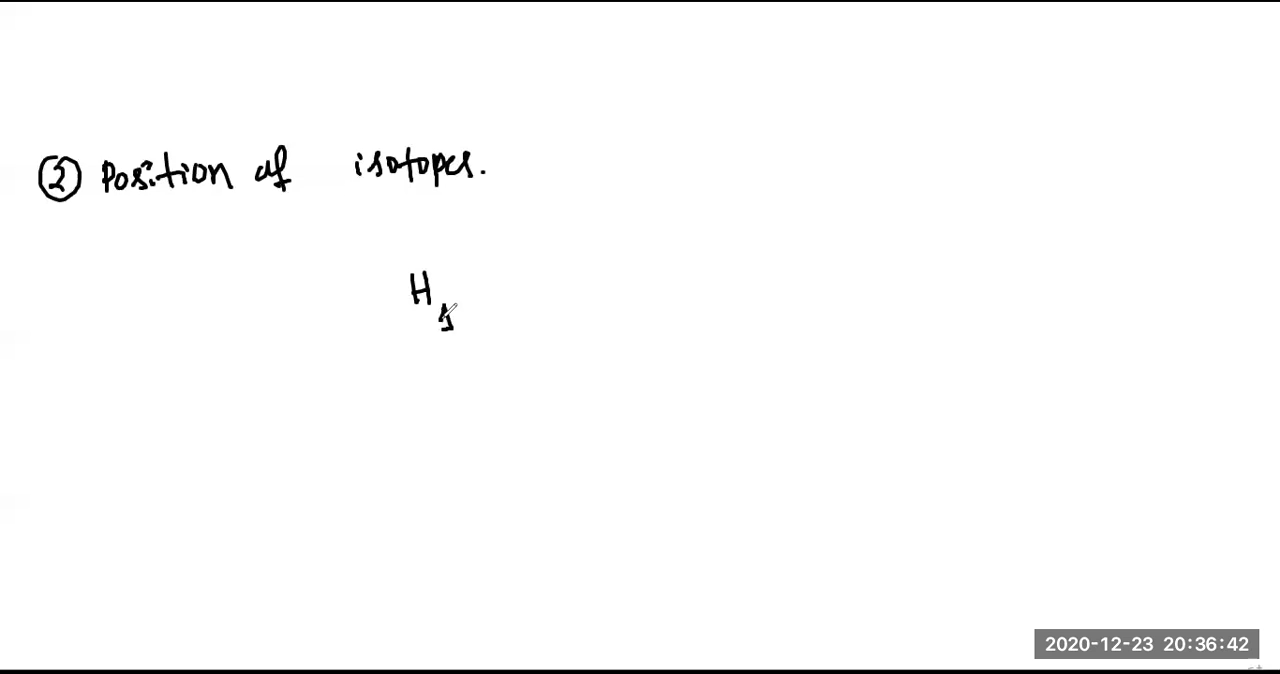 ② Position of isotopes.
H
2020-12-23 20:36:42